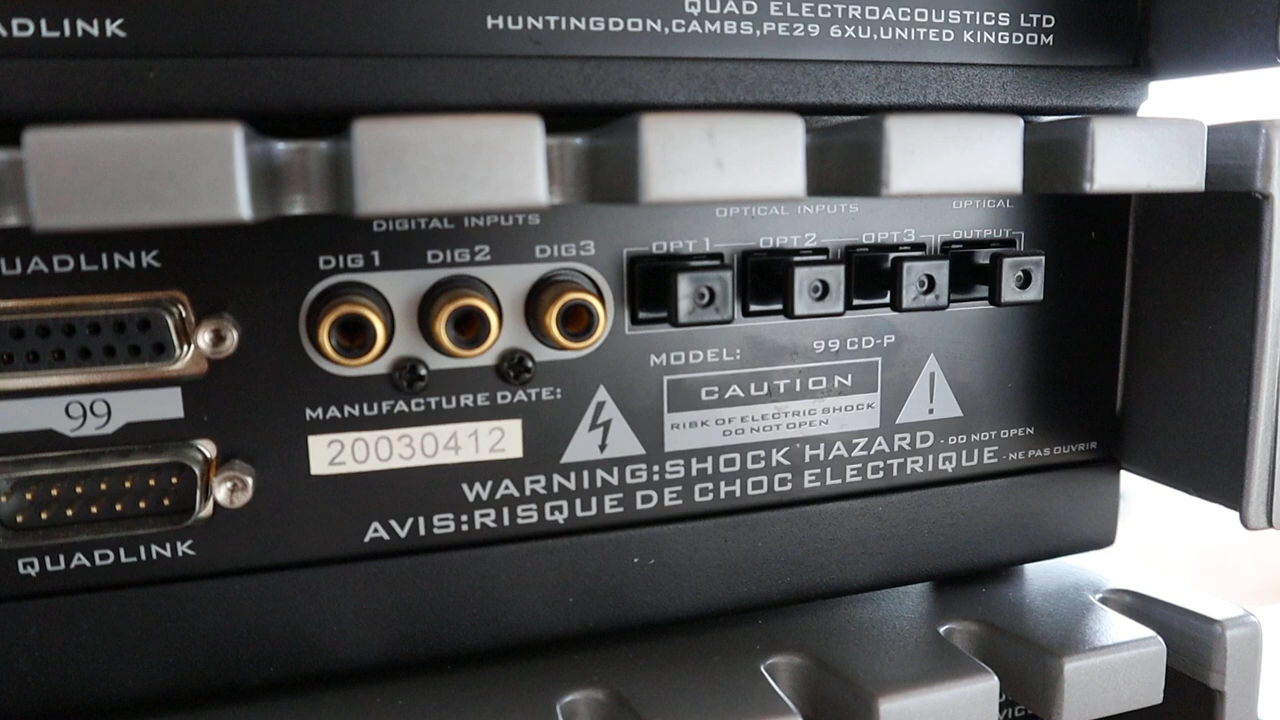 QUAD ELECTROACOUSTICS LTD
HUNTINGDON,CAMBS,PE29 6XU,UNITED KINGDOM
DIGITAL INPUTS
OPTICAL INPUTS
OPTICAL
DIG1 DIG2 DIG3
OPT1 OPT2 OPT3 OUTPUT
99
MODEL: 99 CD-P
MANUFACTURE DATE:
20030412
CAUTION
RISK OF ELECTRIC SHOCK
DO NOT OPEN
WARNING:SHOCK HAZARD - DO NOT OPEN
AVIS:RISQUE DE CHOC ELECTRIQUE - NE PAS OUVRIR
QUADLINK